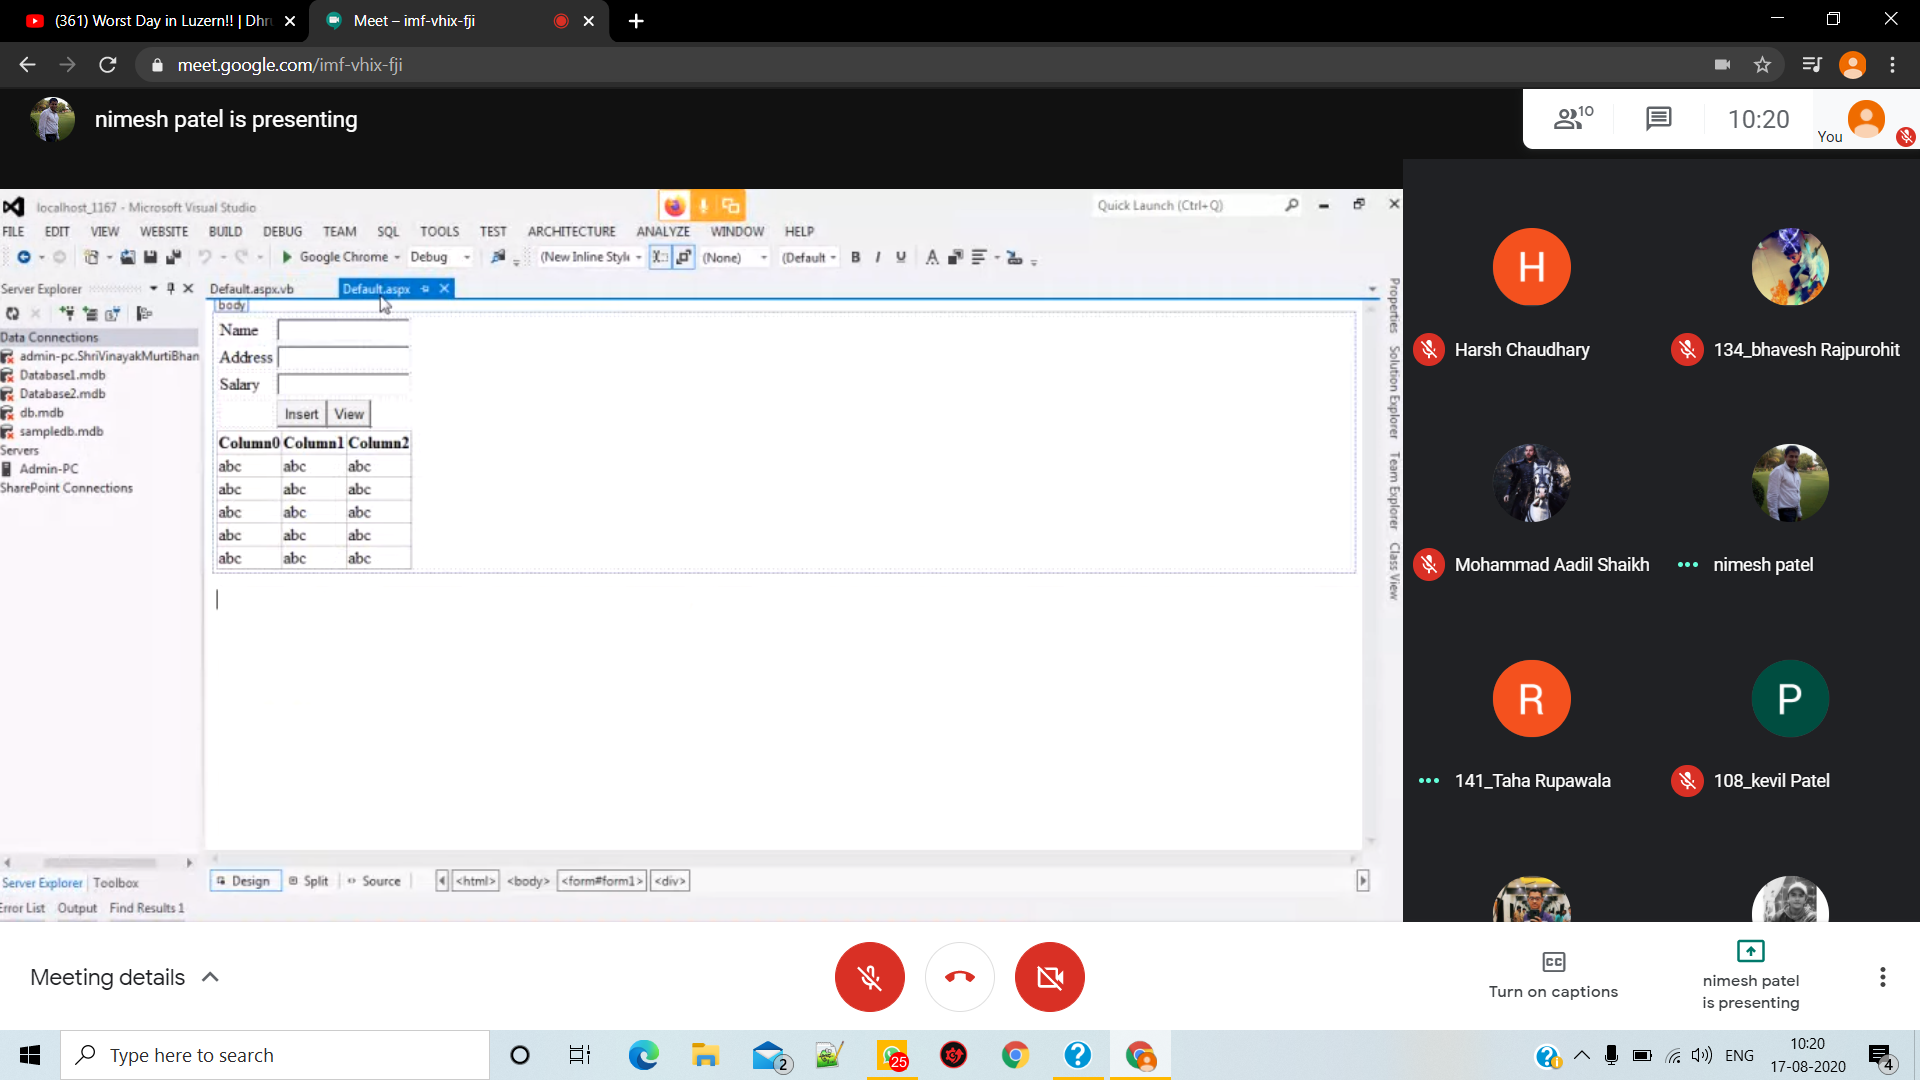 (361) Worst Day in Luzern!! | Dhru
Meet – imf-vhix-fji
meet.google.com/imf-vhix-fji
nimesh patel is presenting
10
10:20
You
localhost_1167 - Microsoft Visual Studio
Quick Launch (Ctrl+Q)
FILE EDIT VIEW WEBSITE BUILD DEBUG TEAM SQL TOOLS TEST ARCHITECTURE ANALYZE WINDOW HELP
Google Chrome Debug (New Inline Style (None) (Default B I U A
Server Explorer
Default.aspx.vb Default.aspx
body
Data Connections
admin-pc.ShriVinayakMurtiBhan
Database1.mdb
Database2.mdb
db.mdb
sampledb.mdb
Servers
Admin-PC
SharePoint Connections
Name
Address
Salary
Insert View
Column0 Column1 Column2
abc abc abc
abc abc abc
abc abc abc
abc abc abc
abc abc abc
Properties
Solution Explorer
Team Explorer
Class View
Design Split Source <html> <body> <form#form1> <div>
Server Explorer Toolbox
Error List Output Find Results 1
H
Harsh Chaudhary
134_bhavesh Rajpurohit
Mohammad Aadil Shaikh
nimesh patel
R
P
141_Taha Rupawala
108_kevil Patel
Meeting details
CC
Turn on captions
nimesh patel
is presenting
Type here to search
2
25
ENG
10:20
17-08-2020
4